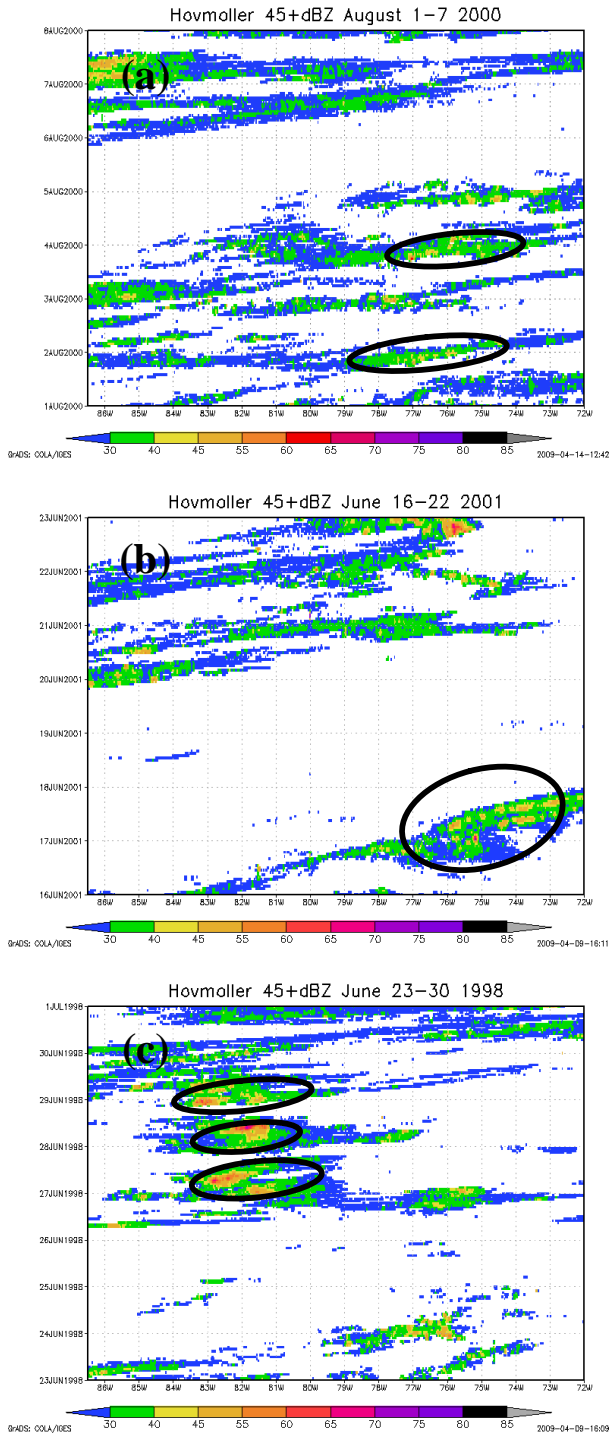 Hovmoller 45+dBZ August 1-7 2000
(a)
8AUG2000
7AUG2000
6AUG2000
5AUG2000
4AUG2000
3AUG2000
2AUG2000
1AUG2000
86W 85W 84W 83W 82W 81W 80W 79W 78W 77W 76W 75W 74W 73W 72W
30 40 45 55 60 65 70 75 80 85
GrADS: COLA/IGES 2009-04-14-12:42
Hovmoller 45+dBZ June 16-22 2001
(b)
23JUN2001
22JUN2001
21JUN2001
20JUN2001
19JUN2001
18JUN2001
17JUN2001
16JUN2001
86W 85W 84W 83W 82W 81W 80W 79W 78W 77W 76W 75W 74W 73W 72W
30 40 45 55 60 65 70 75 80 85
GrADS: COLA/IGES 2009-04-09-16:11
Hovmoller 45+dBZ June 23-30 1998
(c)
1JUL1998
30JUN1998
29JUN1998
28JUN1998
27JUN1998
26JUN1998
25JUN1998
24JUN1998
23JUN1998
86W 85W 84W 83W 82W 81W 80W 79W 78W 77W 76W 75W 74W 73W 72W
30 40 45 55 60 65 70 75 80 85
GrADS: COLA/IGES 2009-04-09-16:09